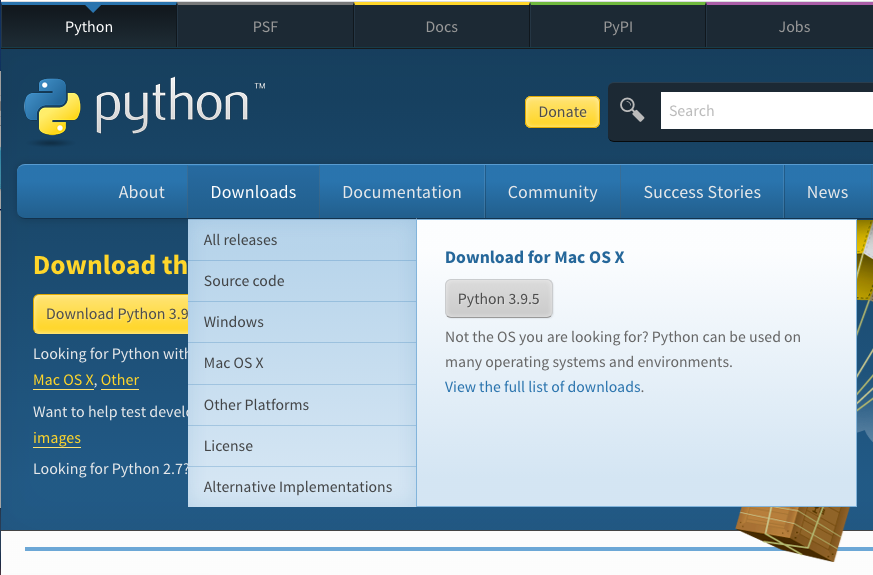 Python
PSF
Docs
PyPI
Jobs
python™
Donate
Search
About
Downloads
Documentation
Community
Success Stories
News
Download th
Download Python 3.9
Looking for Python with
Mac OS X, Other
Want to help test devel
images
Looking for Python 2.7?
All releases
Source code
Windows
Mac OS X
Other Platforms
License
Alternative Implementations
Download for Mac OS X
Python 3.9.5
Not the OS you are looking for? Python can be used on
many operating systems and environments.
View the full list of downloads.